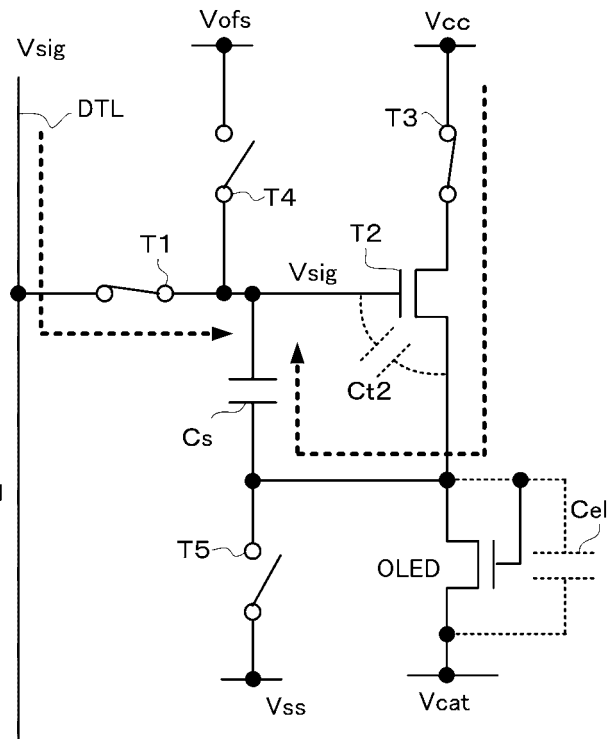 Vsig
Vofs
Vcc
DTL
T3
T4
T1
T2
Vsig
Ct2
Cs
Cel
T5
OLED
Vss
Vcat